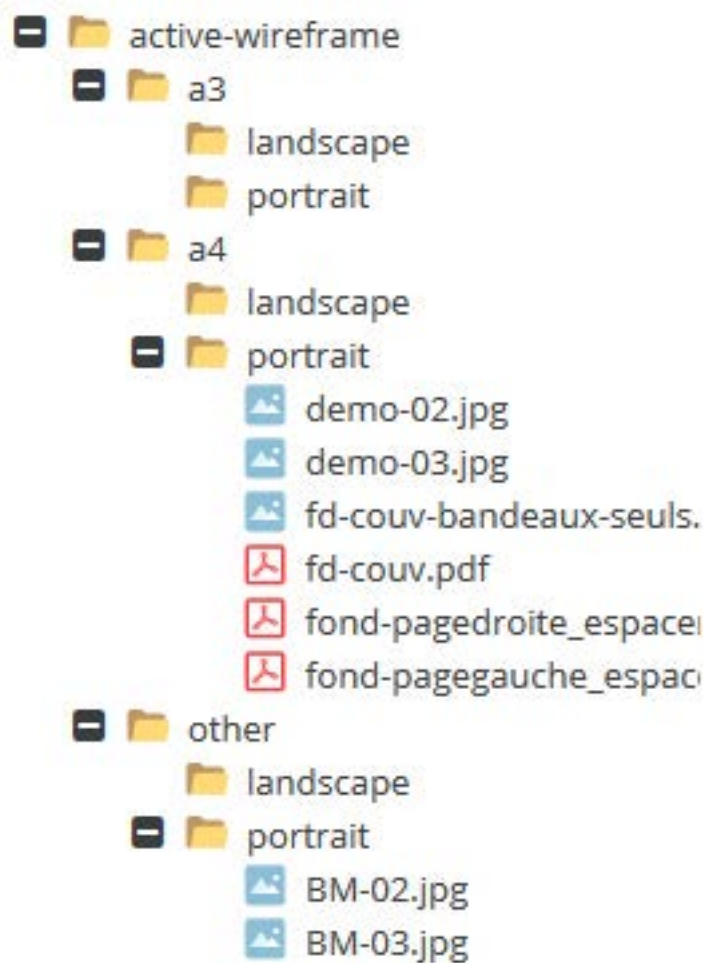 active-wireframe
a3
landscape
portrait
a4
landscape
portrait
demo-02.jpg
demo-03.jpg
fd-couv-bandeaux-seuls.
fd-couv.pdf
fond-pagedroite_espace
fond-pagegauche_espac
other
landscape
portrait
BM-02.jpg
BM-03.jpg